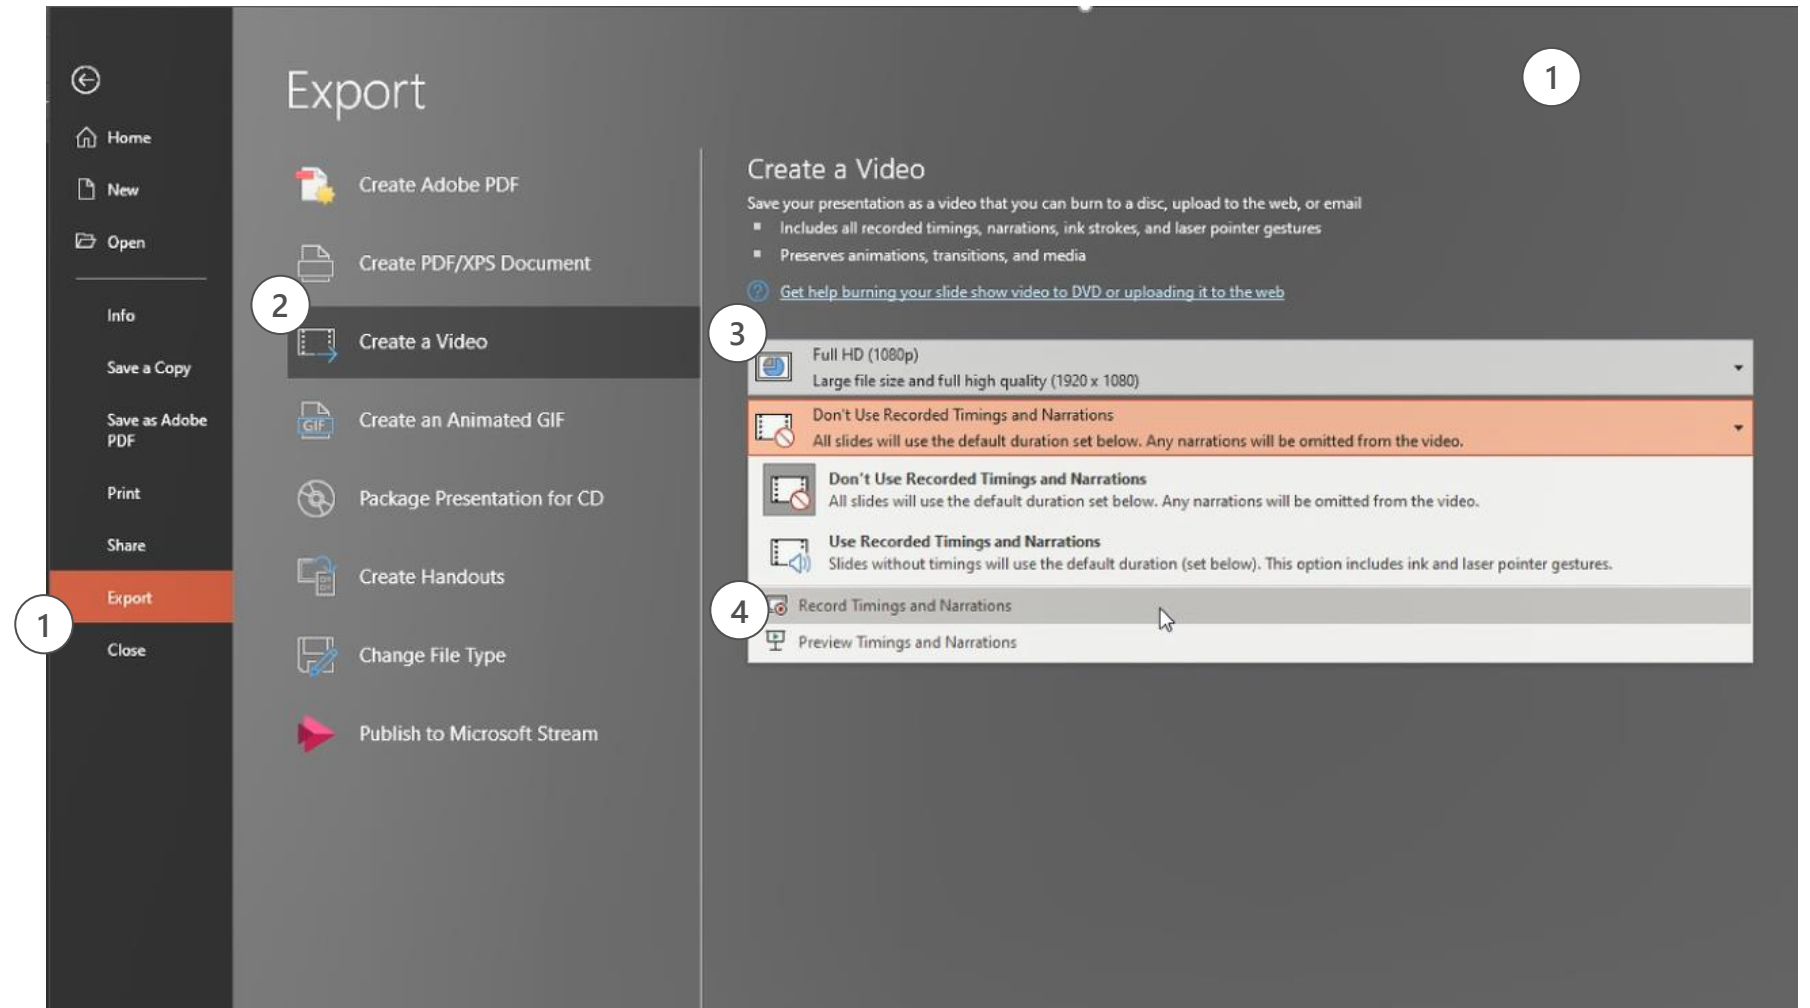 1
Export
Home
New
Open
Info
Save a Copy
Save as Adobe
PDF
Print
Share
Export
1
Close
Create Adobe PDF
Create PDF/XPS Document
2
Create a Video
Create an Animated GIF
GIF
Package Presentation for CD
Create Handouts
Change File Type
Publish to Microsoft Stream
Create a Video
Save your presentation as a video that you can burn to a disc, upload to the web, or email
Includes all recorded timings, narrations, ink strokes, and laser pointer gestures
Preserves animations, transitions, and media
? Get help burning your slide show video to DVD or uploading it to the web
3
Full HD (1080p)
Large file size and full high quality (1920 x 1080)
Don't Use Recorded Timings and Narrations
All slides will use the default duration set below. Any narrations will be omitted from the video.
Don't Use Recorded Timings and Narrations
All slides will use the default duration set below. Any narrations will be omitted from the video.
Use Recorded Timings and Narrations
Slides without timings will use the default duration (set below). This option includes ink and laser pointer gestures.
4
Record Timings and Narrations
Preview Timings and Narrations